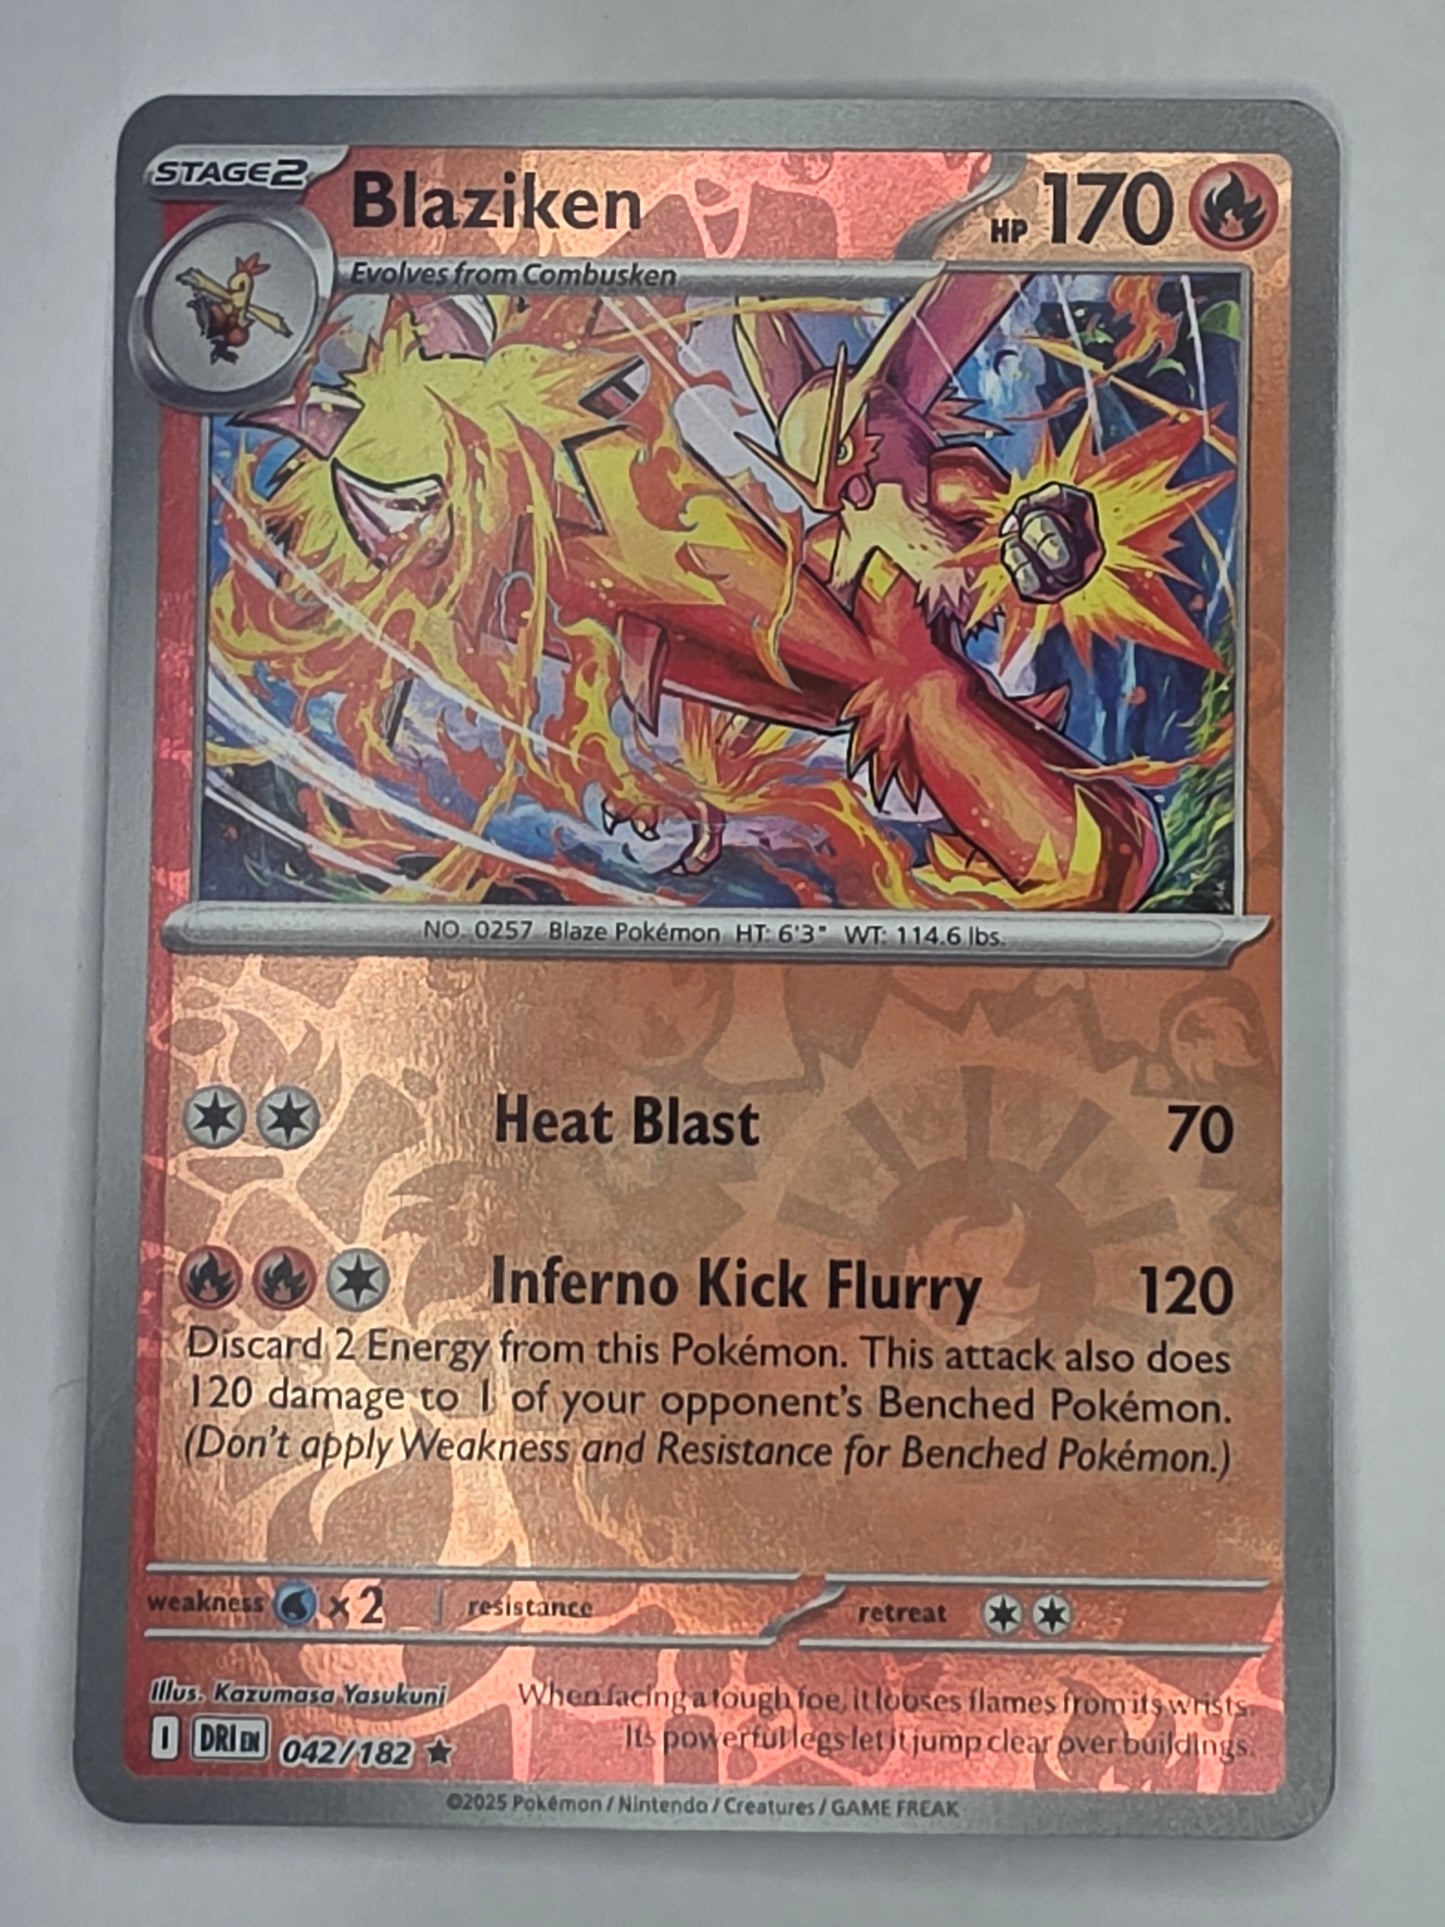 STAGE2
Blaziken
HP 170
Evolves from Combusken
NO. 0257 Blaze Pokémon HT: 6'3" WT: 114.6 lbs.
Heat Blast 70
Inferno Kick Flurry 120
Discard 2 Energy from this Pokémon. This attack also does
120 damage to 1 of your opponent's Benched Pokémon.
(Don't apply Weakness and Resistance for Benched Pokémon.)
weakness ×2 resistance retreat
Illus. Kazumasa Yasukuni
When facing a tough foe, it looses flames from its wrists.
Its powerful legs let it jump clear over buildings.
I DRI EN 042/182 ★
©2025 Pokémon / Nintendo / Creatures / GAME FREAK